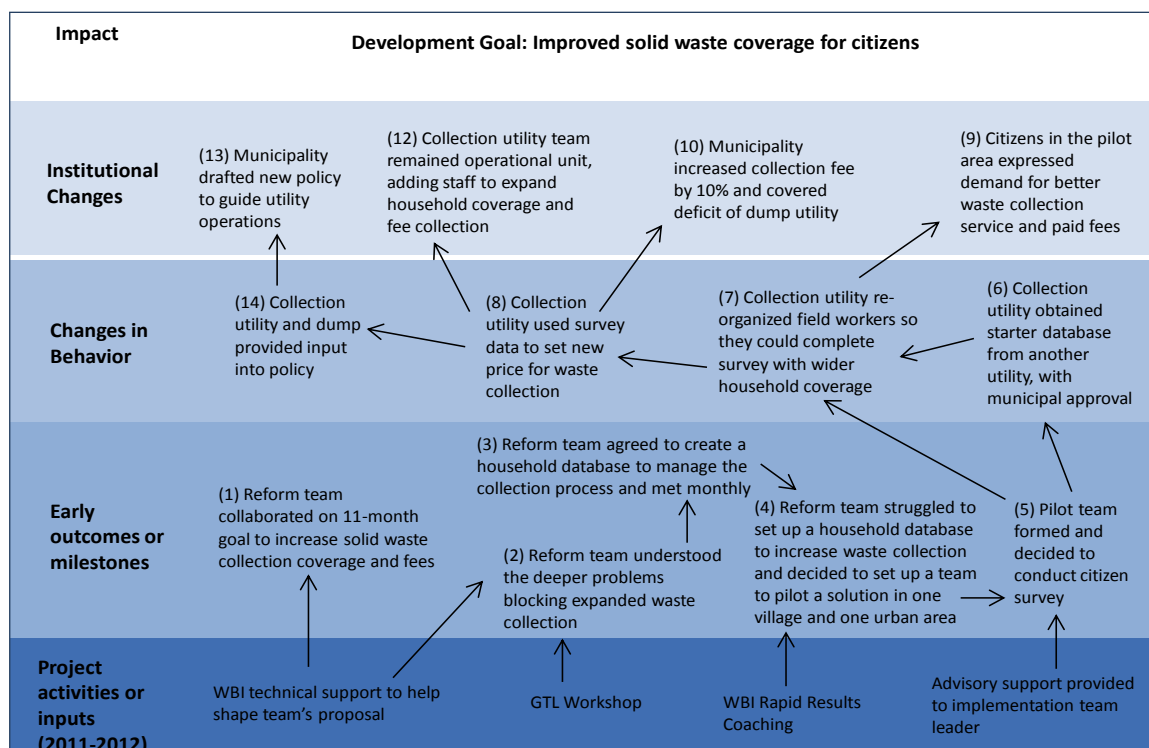 Impact
Development Goal: Improved solid waste coverage for citizens
Institutional
Changes
(13) Municipality
drafted new policy
to guide utility
operations
(12) Collection utility team
remained operational unit,
adding staff to expand
household coverage and
fee collection
(10) Municipality
increased collection fee
by 10% and covered
deficit of dump utility
(9) Citizens in the pilot
area expressed
demand for better
waste collection
service and paid fees
Changes in
Behavior
(14) Collection
utility and dump
provided input
into policy
(8) Collection
utility used survey
data to set new
price for waste
collection
(7) Collection utility re-
organized field workers so
they could complete
survey with wider
household coverage
(6) Collection
utility obtained
starter database
from another
utility, with
municipal approval
Early
outcomes or
milestones
(1) Reform team
collaborated on 11-month
goal to increase solid waste
collection coverage and fees
(2) Reform team understood
the deeper problems
blocking expanded waste
collection
(3) Reform team agreed to create a
household database to manage the
collection process and met monthly
(4) Reform team struggled to
set up a household database
to increase waste collection
and decided to set up a team
to pilot a solution in one
village and one urban area
(5) Pilot team
formed and
decided to
conduct citizen
survey
Project
activities or
inputs
(2011-2012)
WBI technical support to help
shape team's proposal
GTL Workshop
WBI Rapid Results
Coaching
Advisory support provided
to implementation team
leader